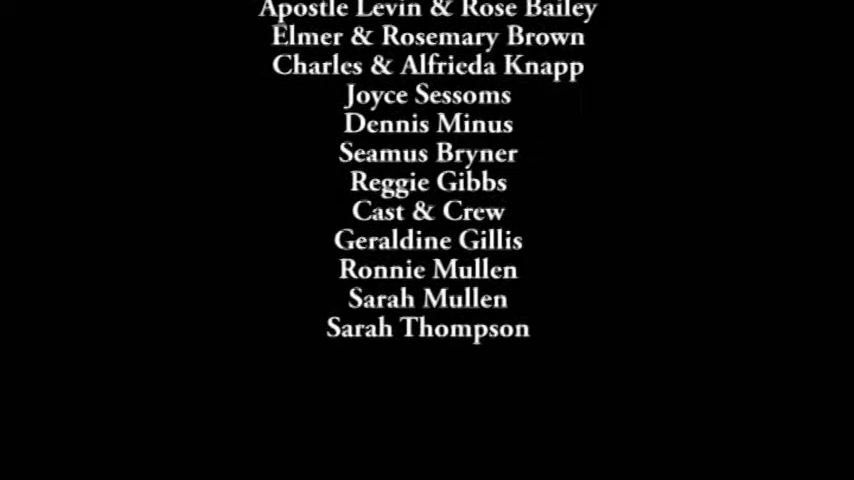 Apostle Levin & Rose Bailey
Elmer & Rosemary Brown
Charles & Alfrieda Knapp
Joyce Sessoms
Dennis Minus
Seamus Bryner
Reggie Gibbs
Cast & Crew
Geraldine Gillis
Ronnie Mullen
Sarah Mullen
Sarah Thompson